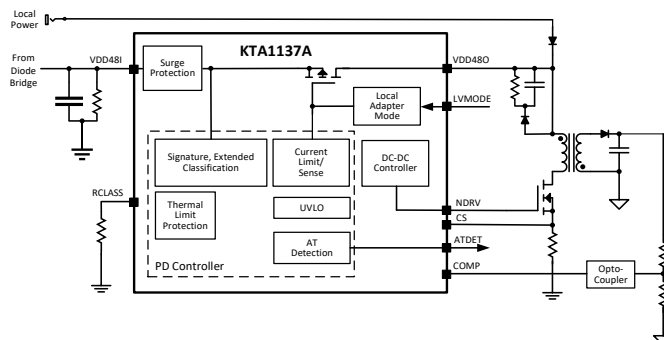 Local
Power
KTA1137A
From
Diode
Bridge
VDD48I
Surge
Protection
VDD48O
Local
Adapter
Mode
LVMODE
Signature, Extended
Classification
Current
Limit/
Sense
DC-DC
Controller
RCLASS
Thermal
Limit
Protection
UVLO
NDRV
CS
AT
Detection
ATDET
PD Controller
COMP
Opto-
Coupler